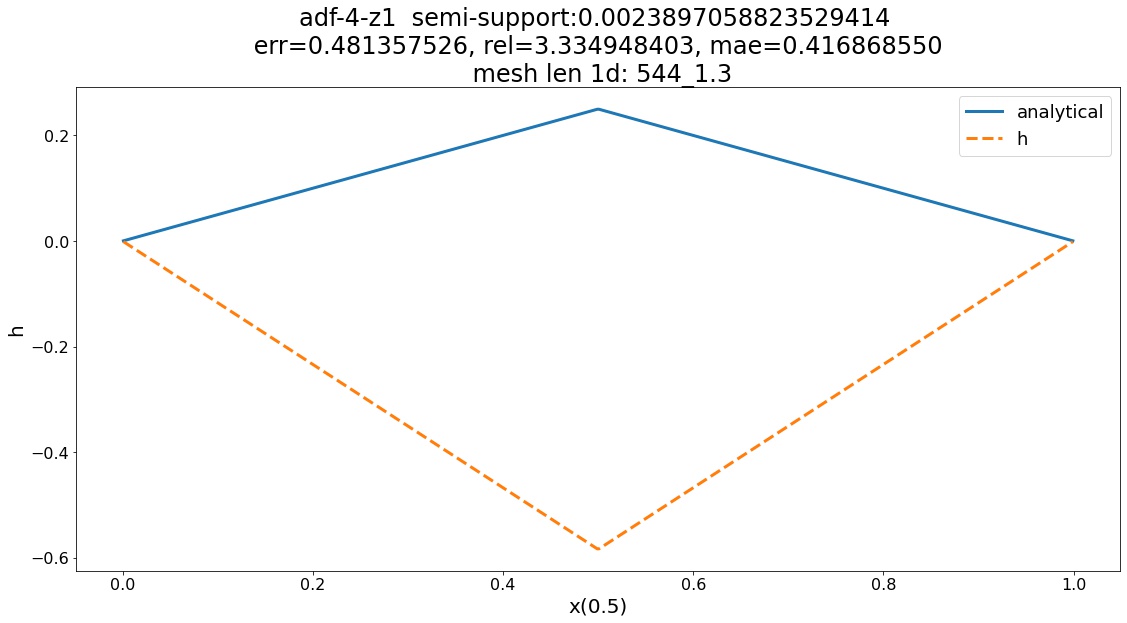 adf-4-z1  semi-support:0.0023897058823529414
err=0.481357526, rel=3.334948403, mae=0.416868550
mesh len 1d: 544_1.3
analytical
h
0.2
0.0
−0.2
−0.4
−0.6
h
0.0
0.2
0.4
0.6
0.8
1.0
x(0.5)